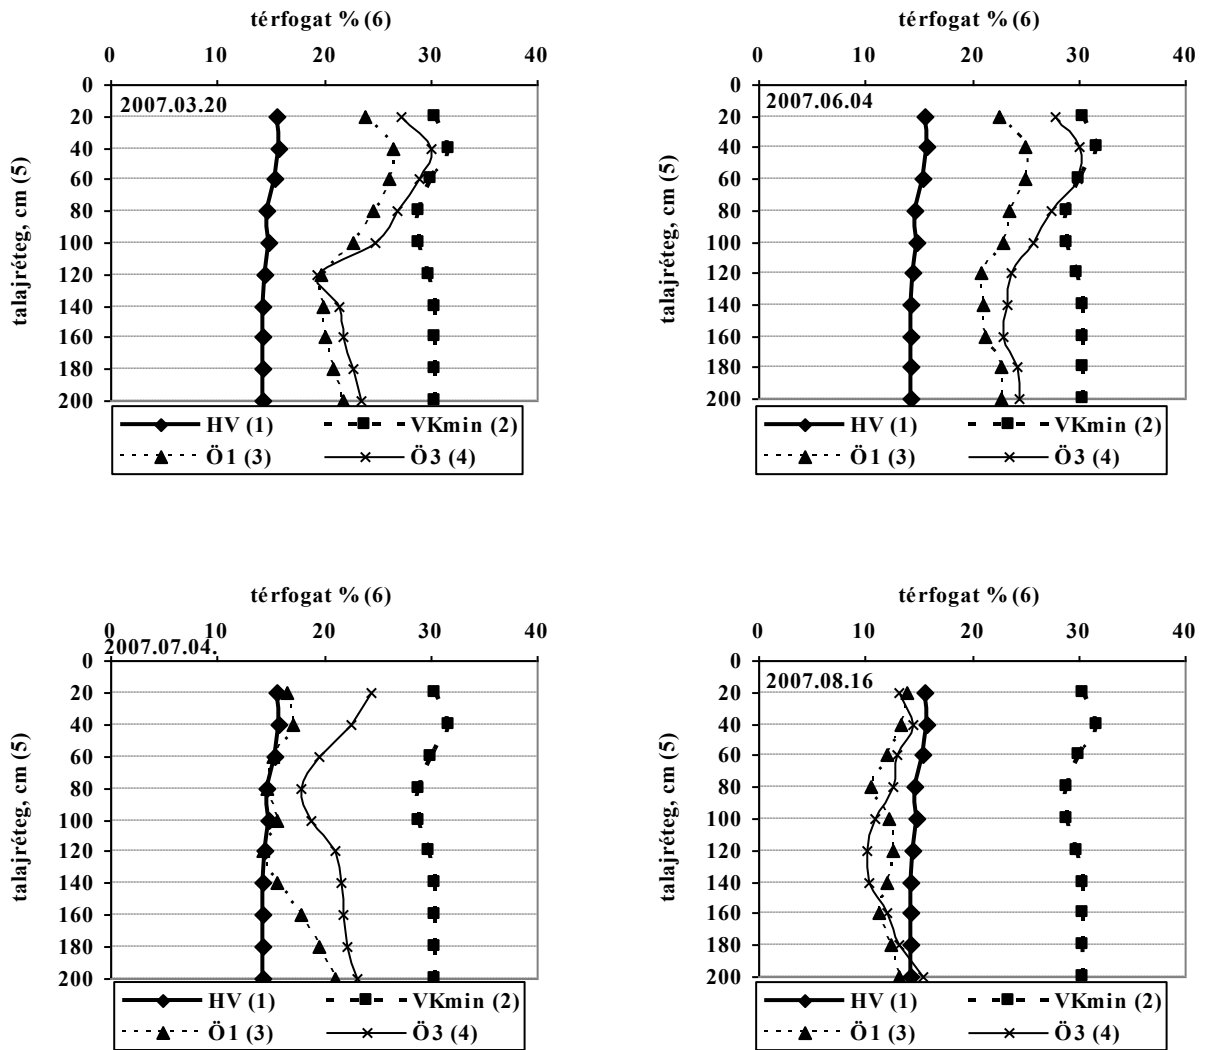 térfogat % (6)
0 10 20 30 40
0
20
40
60
80
100
120
140
160
180
200
talajréteg, cm (5)
2007.03.20
HV (1) VKmin (2)
Ö1 (3) Ö3 (4)
térfogat % (6)
0 10 20 30 40
0
20
40
60
80
100
120
140
160
180
200
talajréteg, cm (5)
2007.06.04
HV (1) VKmin (2)
Ö1 (3) Ö3 (4)
térfogat % (6)
0 10 20 30 40
2007.07.04.
0
20
40
60
80
100
120
140
160
180
200
talajréteg, cm (5)
HV (1) VKmin (2)
Ö1 (3) Ö3 (4)
térfogat % (6)
0 10 20 30 40
0
20
40
60
80
100
120
140
160
180
200
talajréteg, cm (5)
2007.08.16
HV (1) VKmin (2)
Ö1 (3) Ö3 (4)